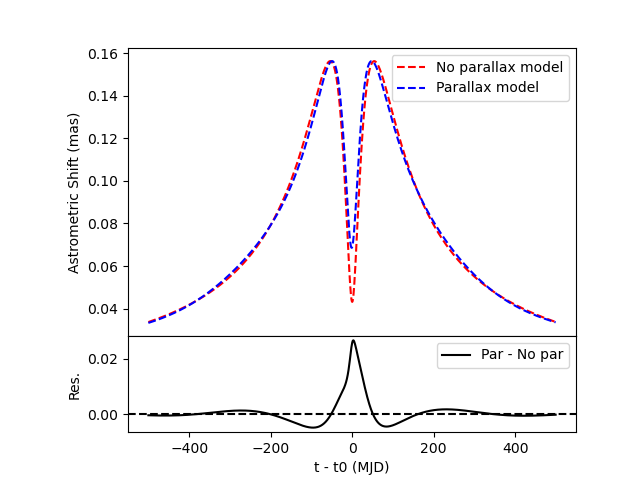 0.16
0.14
0.12
0.10
0.08
0.06
0.04
Astrometric Shift (mas)
No parallax model
Parallax model
0.02
0.00
Res.
Par - No par
−400 −200 0 200 400
t - t0 (MJD)